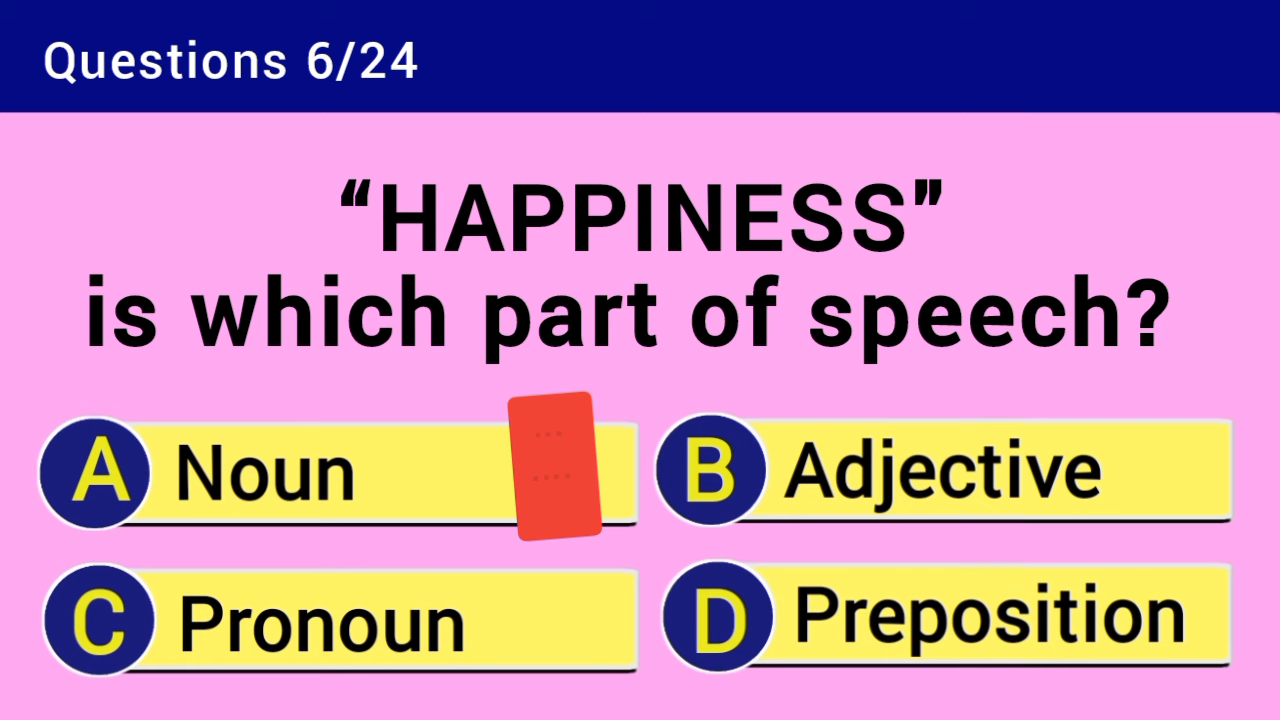 Questions 6/24
“HAPPINESS”
is which part of speech?
A Noun
B Adjective
C Pronoun
D Preposition